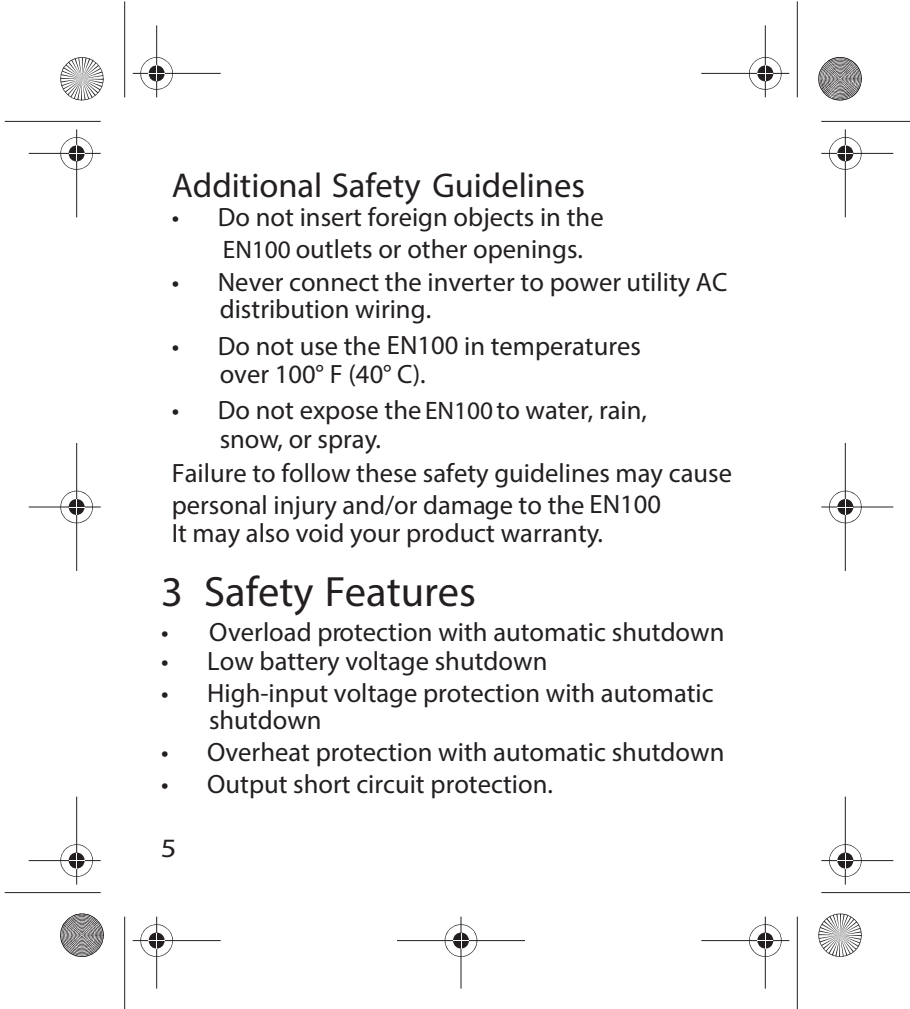 Additional Safety Guidelines
• Do not insert foreign objects in the
EN100 outlets or other openings.
• Never connect the inverter to power utility AC
distribution wiring.
• Do not use the EN100 in temperatures
over 100° F (40° C).
• Do not expose the EN100 to water, rain,
snow, or spray.
Failure to follow these safety guidelines may cause
personal injury and/or damage to the EN100
It may also void your product warranty.
3 Safety Features
• Overload protection with automatic shutdown
• Low battery voltage shutdown
• High-input voltage protection with automatic
shutdown
• Overheat protection with automatic shutdown
• Output short circuit protection.
5